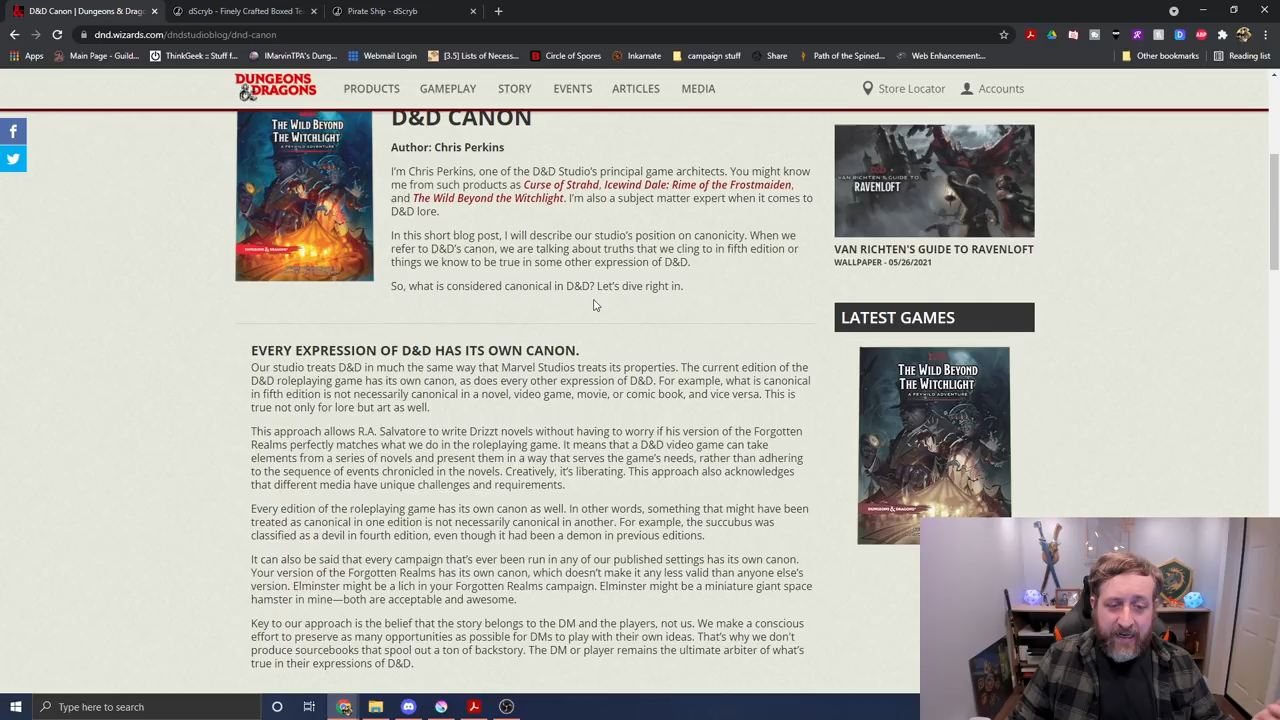 D&D Canon | Dungeons & Drag
dScryb - Finely Crafted Boxed Te
Pirate Ship - dScryb
dnd.wizards.com/dndstudioblog/dnd-canon
Apps
Main Page - Guild...
ThinkGeek :: Stuff f...
IMarvinTPA's Dung...
Webmail Login
[3.5] Lists of Necess...
Circle of Spores
Inkarnate
campaign stuff
Share
Path of the Spined...
Web Enhancement:...
Other bookmarks
Reading list
DUNGEONS & DRAGONS
PRODUCTS
GAMEPLAY
STORY
EVENTS
ARTICLES
MEDIA
Store Locator
Accounts
THE WILD BEYOND
THE WITCHLIGHT
A FEYWILD ADVENTURE
DUNGEONS & DRAGONS
D&D CANON
Author: Chris Perkins
I'm Chris Perkins, one of the D&D Studio's principal game architects. You might know
me from such products as Curse of Strahd, Icewind Dale: Rime of the Frostmaiden,
and The Wild Beyond the Witchlight. I'm also a subject matter expert when it comes to
D&D lore.
In this short blog post, I will describe our studio's position on canonicity. When we
refer to D&D's canon, we are talking about truths that we cling to in fifth edition or
things we know to be true in some other expression of D&D.
So, what is considered canonical in D&D? Let's dive right in.
EVERY EXPRESSION OF D&D HAS ITS OWN CANON.
Our studio treats D&D in much the same way that Marvel Studios treats its properties. The current edition of the
D&D roleplaying game has its own canon, as does every other expression of D&D. For example, what is canonical
in fifth edition is not necessarily canonical in a novel, video game, movie, or comic book, and vice versa. This is
true not only for lore but art as well.
This approach allows R.A. Salvatore to write Drizzt novels without having to worry if his version of the Forgotten
Realms perfectly matches what we do in the roleplaying game. It means that a D&D video game can take
elements from a series of novels and present them in a way that serves the game's needs, rather than adhering
to the sequence of events chronicled in the novels. Creatively, it's liberating. This approach also acknowledges
that different media have unique challenges and requirements.
Every edition of the roleplaying game has its own canon as well. In other words, something that might have been
treated as canonical in one edition is not necessarily canonical in another. For example, the succubus was
classified as a devil in fourth edition, even though it had been a demon in previous editions.
It can also be said that every campaign that's ever been run in any of our published settings has its own canon.
Your version of the Forgotten Realms has its own canon, which doesn't make it any less valid than anyone else's
version. Elminster might be a lich in your Forgotten Realms campaign. Elminster might be a miniature giant space
hamster in mine—both are acceptable and awesome.
Key to our approach is the belief that the story belongs to the DM and the players, not us. We make a conscious
effort to preserve as many opportunities as possible for DMs to play with their own ideas. That's why we don't
produce sourcebooks that spool out a ton of backstory. The DM or player remains the ultimate arbiter of what's
true in their expressions of D&D.
VAN RICHTEN'S GUIDE TO
RAVENLOFT
VAN RICHTEN'S GUIDE TO RAVENLOFT
WALLPAPER - 05/26/2021
LATEST GAMES
THE WILD BEYOND
THE WITCHLIGHT
A FEYWILD ADVENTURE
DUNGEONS & DRAGONS
Type here to search